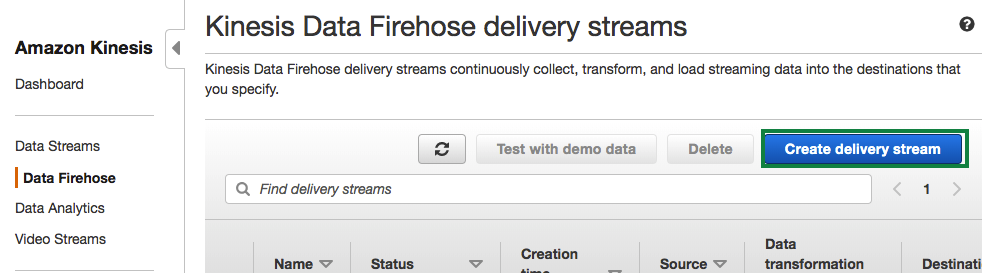 Kinesis Data Firehose delivery streams
Amazon Kinesis
Dashboard
Kinesis Data Firehose delivery streams continuously collect, transform, and load streaming data into the destinations that
you specify.
Data Streams
Data Firehose
Data Analytics
Video Streams
Test with demo data
Delete
Create delivery stream
Find delivery streams
1
Name
Status
Creation
time
Source
Data
transformation
Destinati